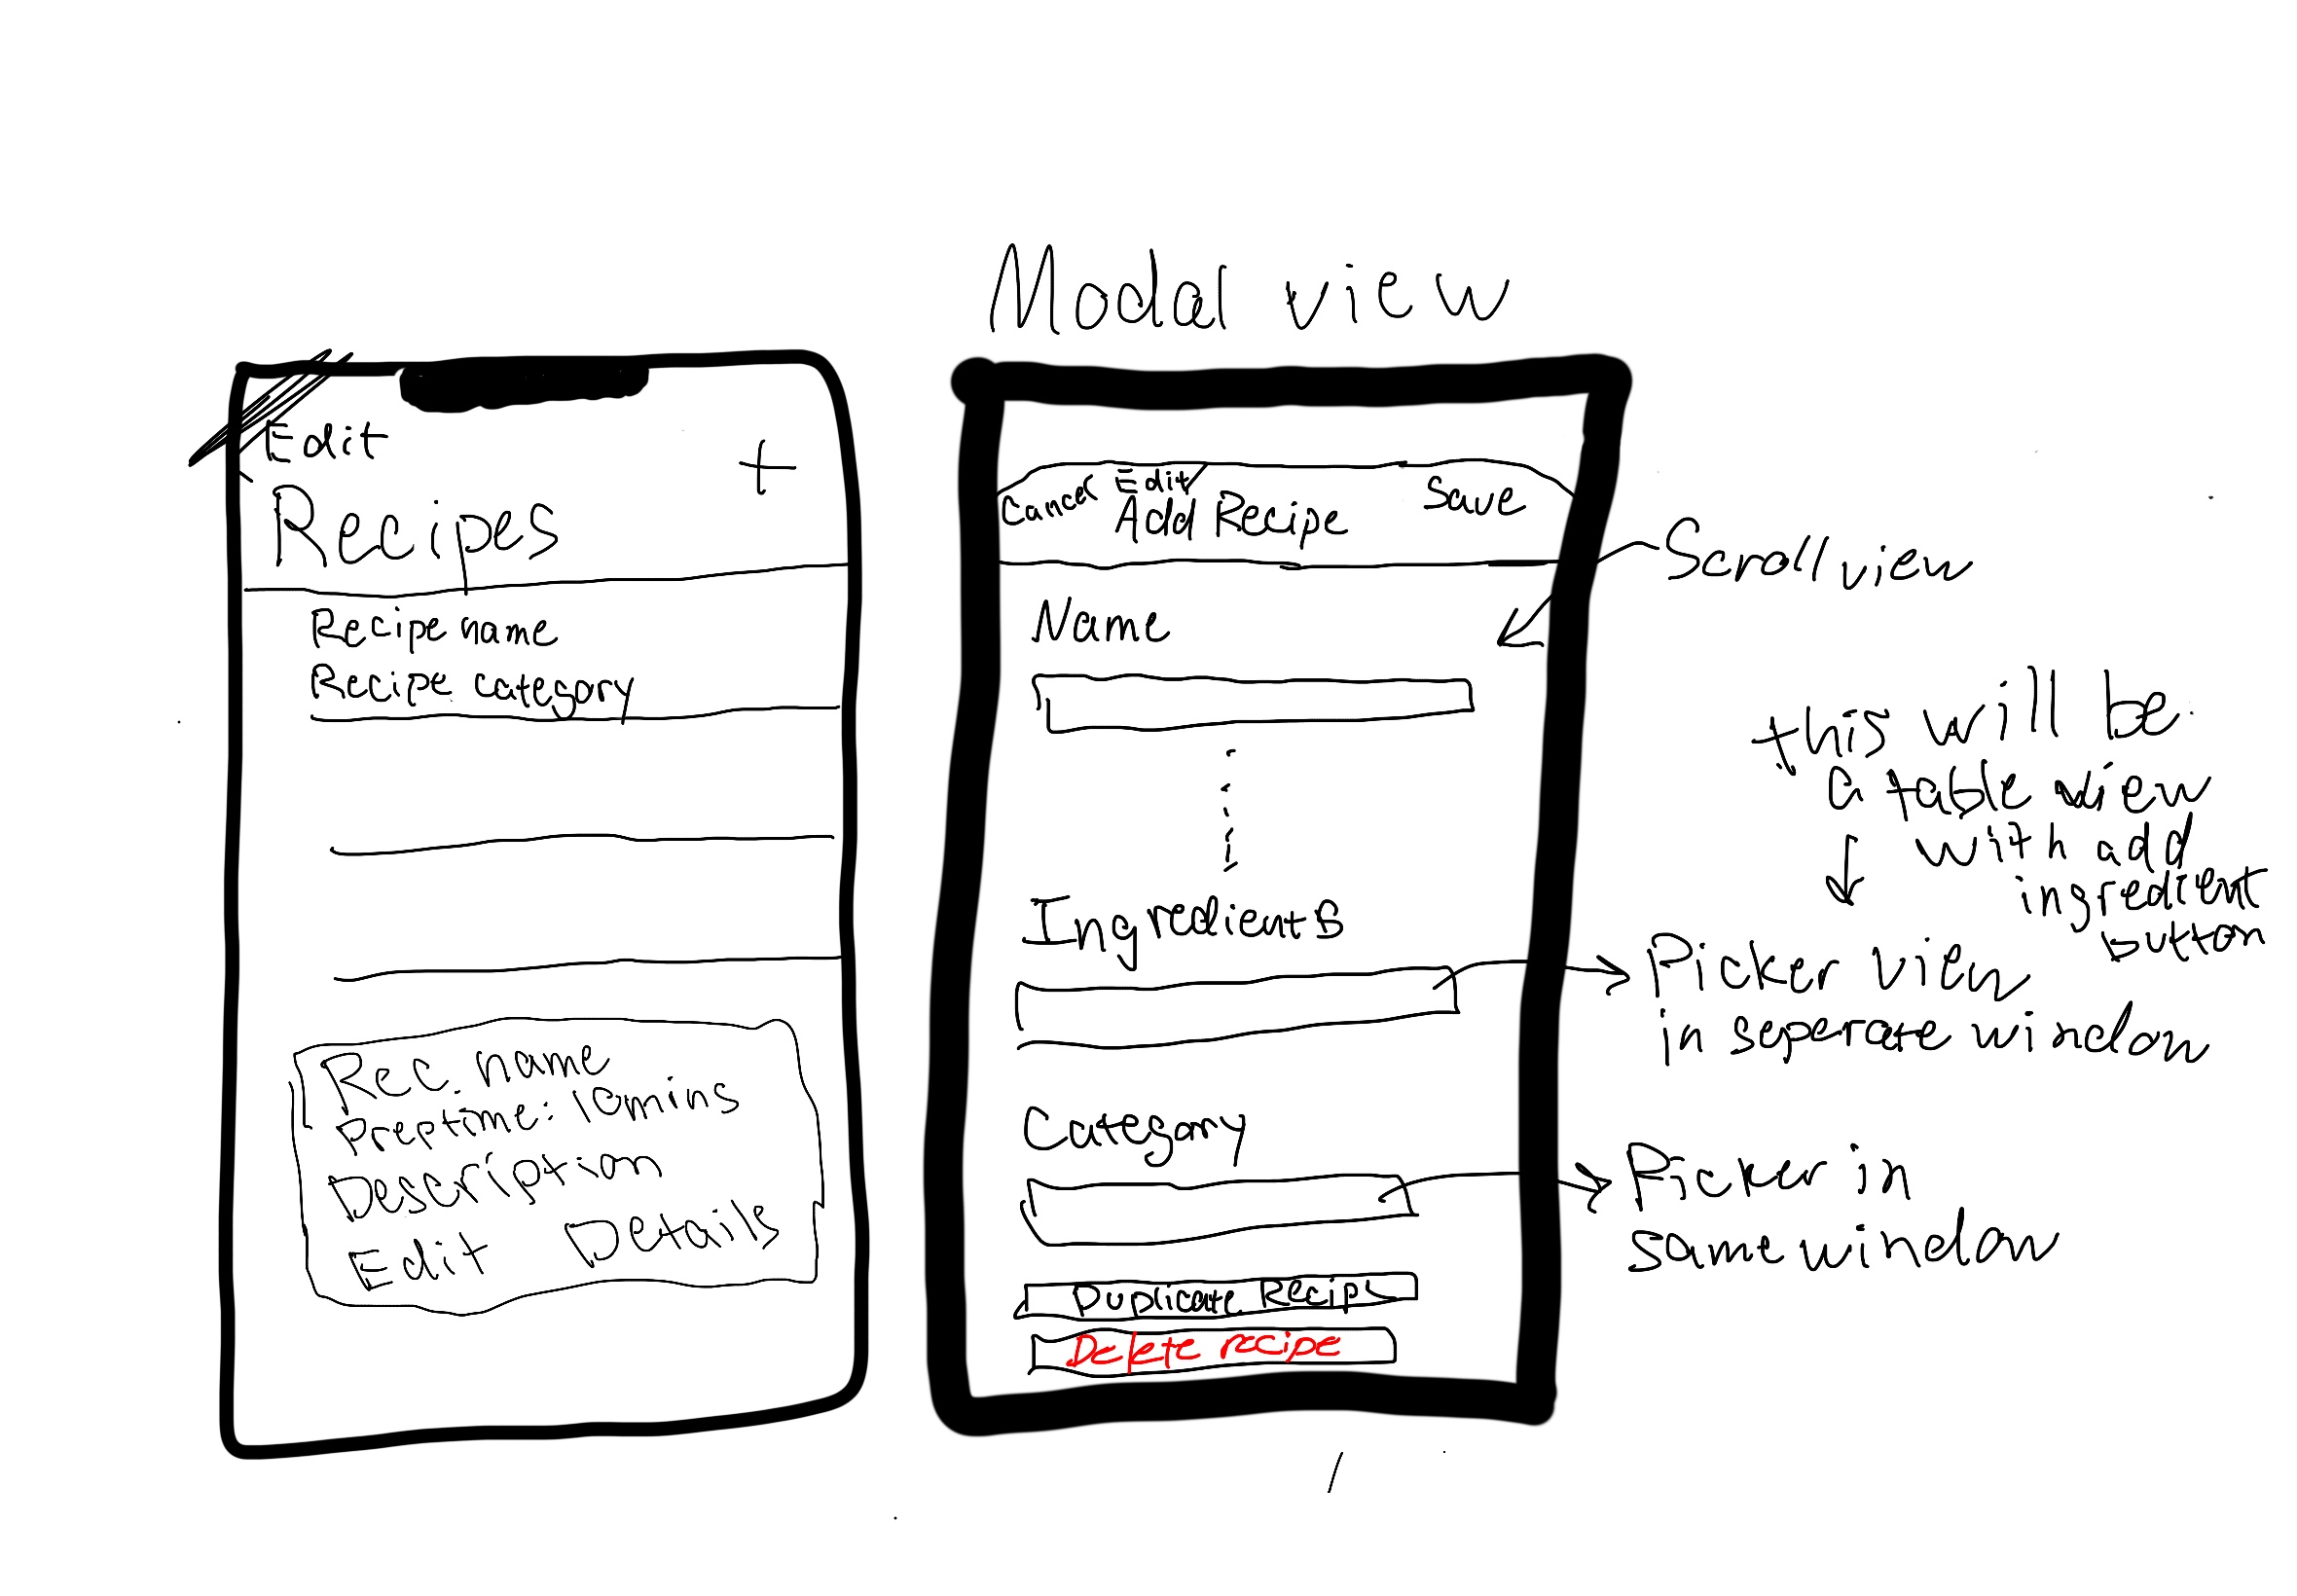 Modal view
Edit
+
Recipes
Recipe name
Recipe category
Rec. name
Preptime: 10mins
Description
Edit Details
Cancel Edit/ Save
Add Recipe
Scroll view
Name
this will be
a table view
with add
ingredient
button
Ingredients
Picker view
in seperate window
Category
Picker in
same window
Duplicate Recipe
Delete recipe